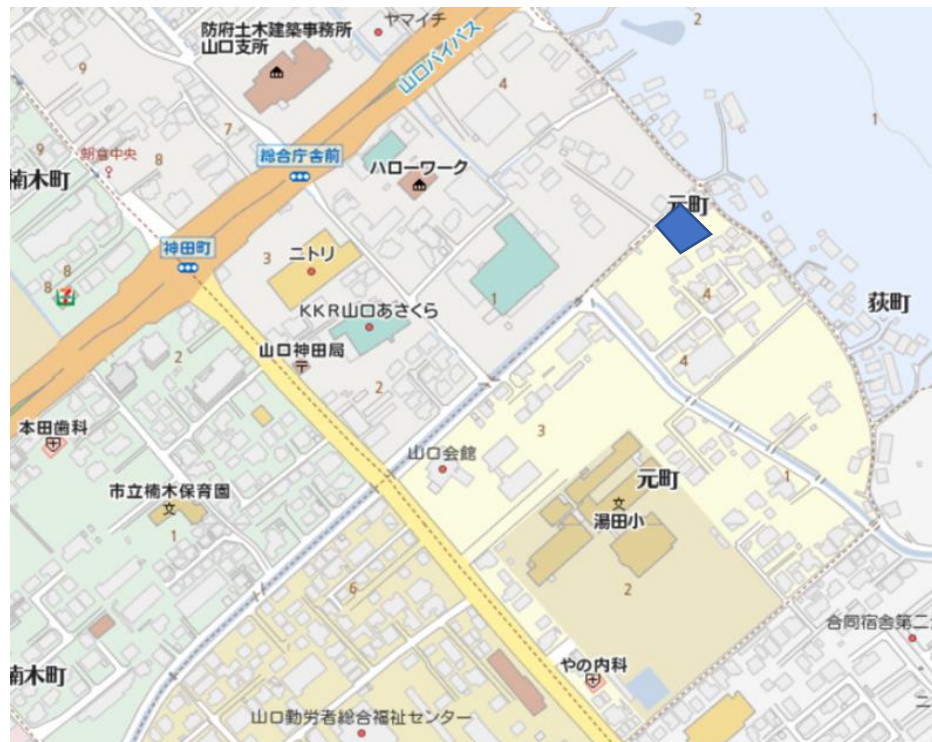 ヤマイチ
防府土木建築事務所
山口支所
山口バイパス
2
9
4
1
7
総合庁舎前
朝倉中央
8
9
楠木町
ハローワーク
元町
神田町
3
ニトリ
8
8
1
4
荻町
KKR山口あさくら
山口神田局
2
2
4
本田歯科
山口会館
3
元町
1
市立楠木保育園
湯田小
1
6
2
合同宿舎第二
やの内科
南木町
山口勤労者総合福祉センター
二